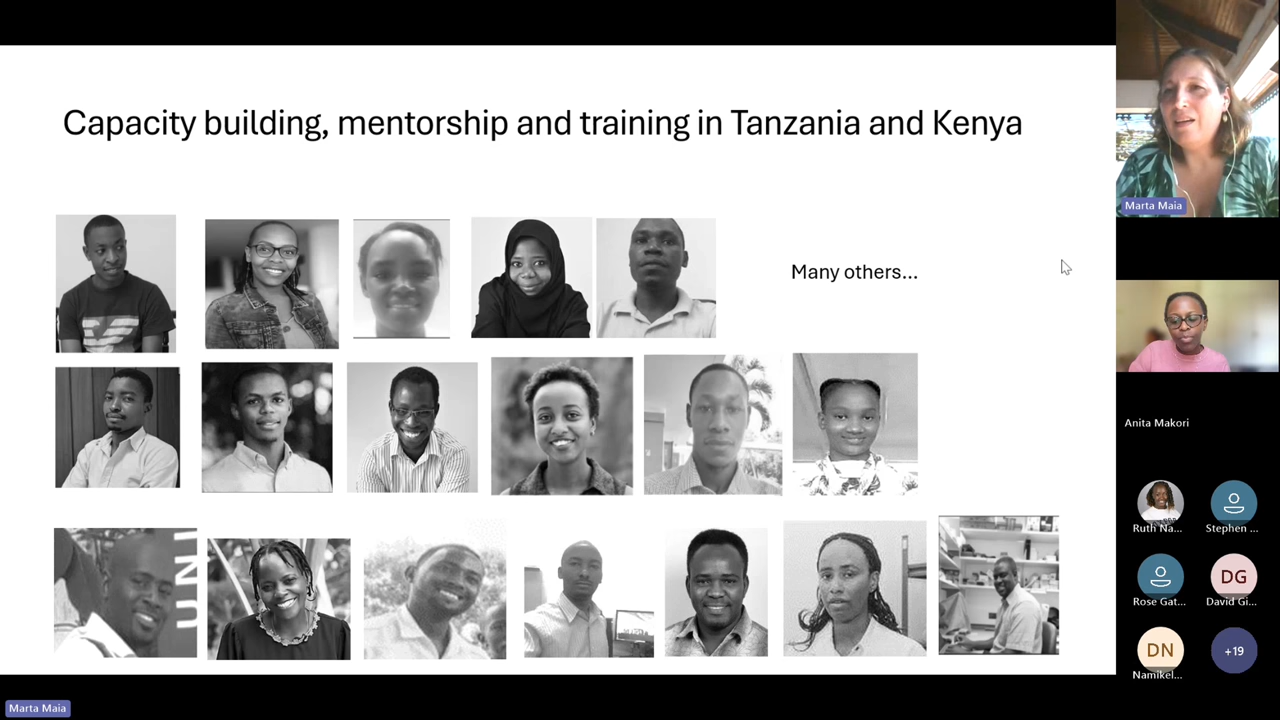 Capacity building, mentorship and training in Tanzania and Kenya
Many others...
UNI
Marta Maia
Anita Makori
Ruth Na...
Stephen ...
Rose Gat...
DG
David Gi...
DN
Namikel...
+19
Marta Maia